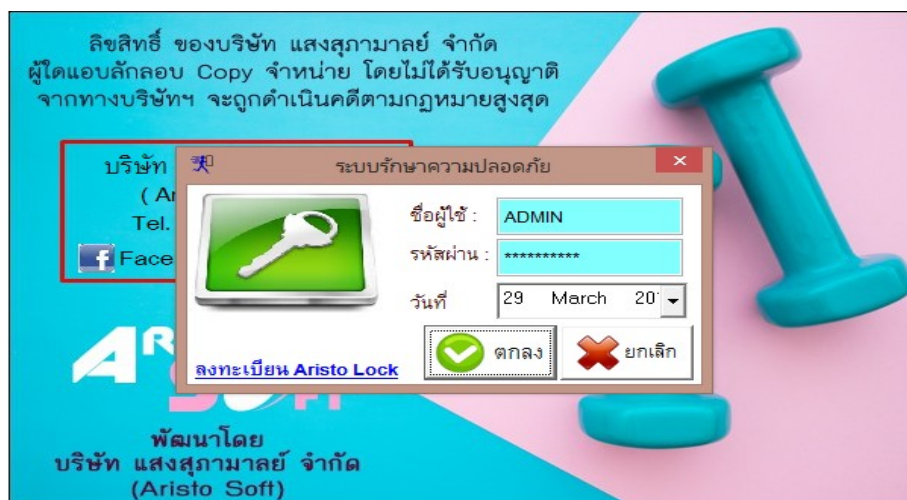 ลิขสิทธิ์ ของบริษัท แสงสุภามาลย์ จำกัด
ผู้ใดแอบลักลอบ Copy จำหน่าย โดยไม่ได้รับอนุญาติ
จากทางบริษัทฯ จะถูกดำเนินคดีตามกฎหมายสูงสุด
บริษัท
( Ar
Tel.
Face
ระบบรักษาความปลอดภัย
ชื่อผู้ใช้ : ADMIN
รหัสผ่าน : **********
วันที่ 29 March 20
ตกลง ยกเลิก
ลงทะเบียน Aristo Lock
พัฒนาโดย
บริษัท แสงสุภามาลย์ จำกัด
(Aristo Soft)